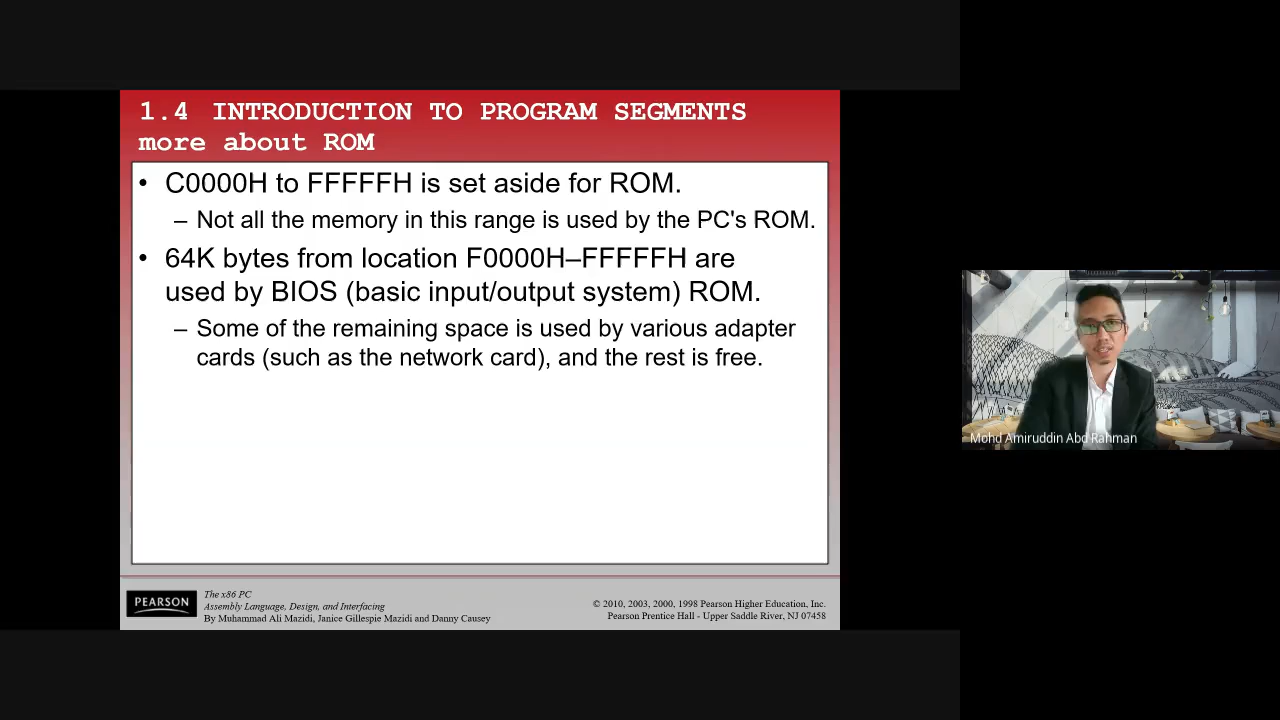 1.4 INTRODUCTION TO PROGRAM SEGMENTS
more about ROM
• C0000H to FFFFFH is set aside for ROM.
– Not all the memory in this range is used by the PC's ROM.
• 64K bytes from location F0000H–FFFFFH are
used by BIOS (basic input/output system) ROM.
– Some of the remaining space is used by various adapter
cards (such as the network card), and the rest is free.
Mohd Amiruddin Abd Rahman
PEARSON
The x86 PC
Assembly Language, Design, and Interfacing
By Muhammad Ali Mazidi, Janice Gillespie Mazidi and Danny Causey
© 2010, 2003, 2000, 1998 Pearson Higher Education, Inc.
Pearson Prentice Hall - Upper Saddle River, NJ 07458